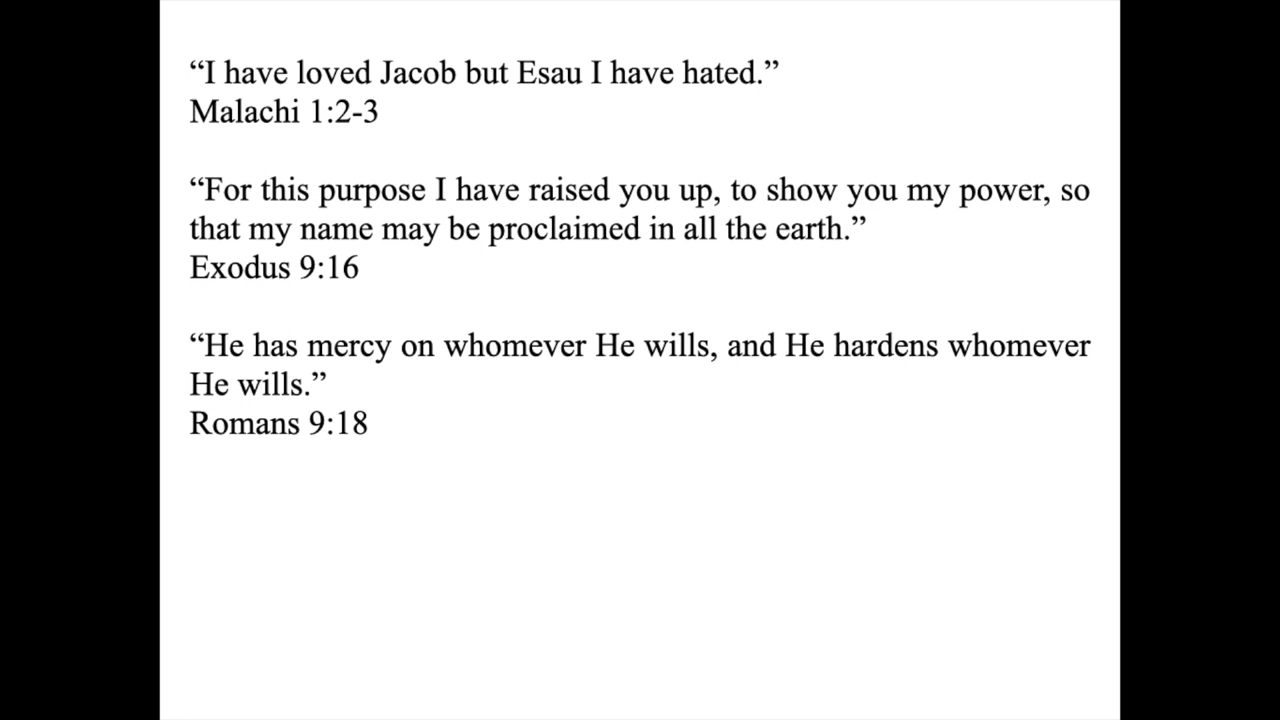 “I have loved Jacob but Esau I have hated.”
Malachi 1:2-3
“For this purpose I have raised you up, to show you my power, so
that my name may be proclaimed in all the earth.”
Exodus 9:16
“He has mercy on whomever He wills, and He hardens whomever
He wills.”
Romans 9:18